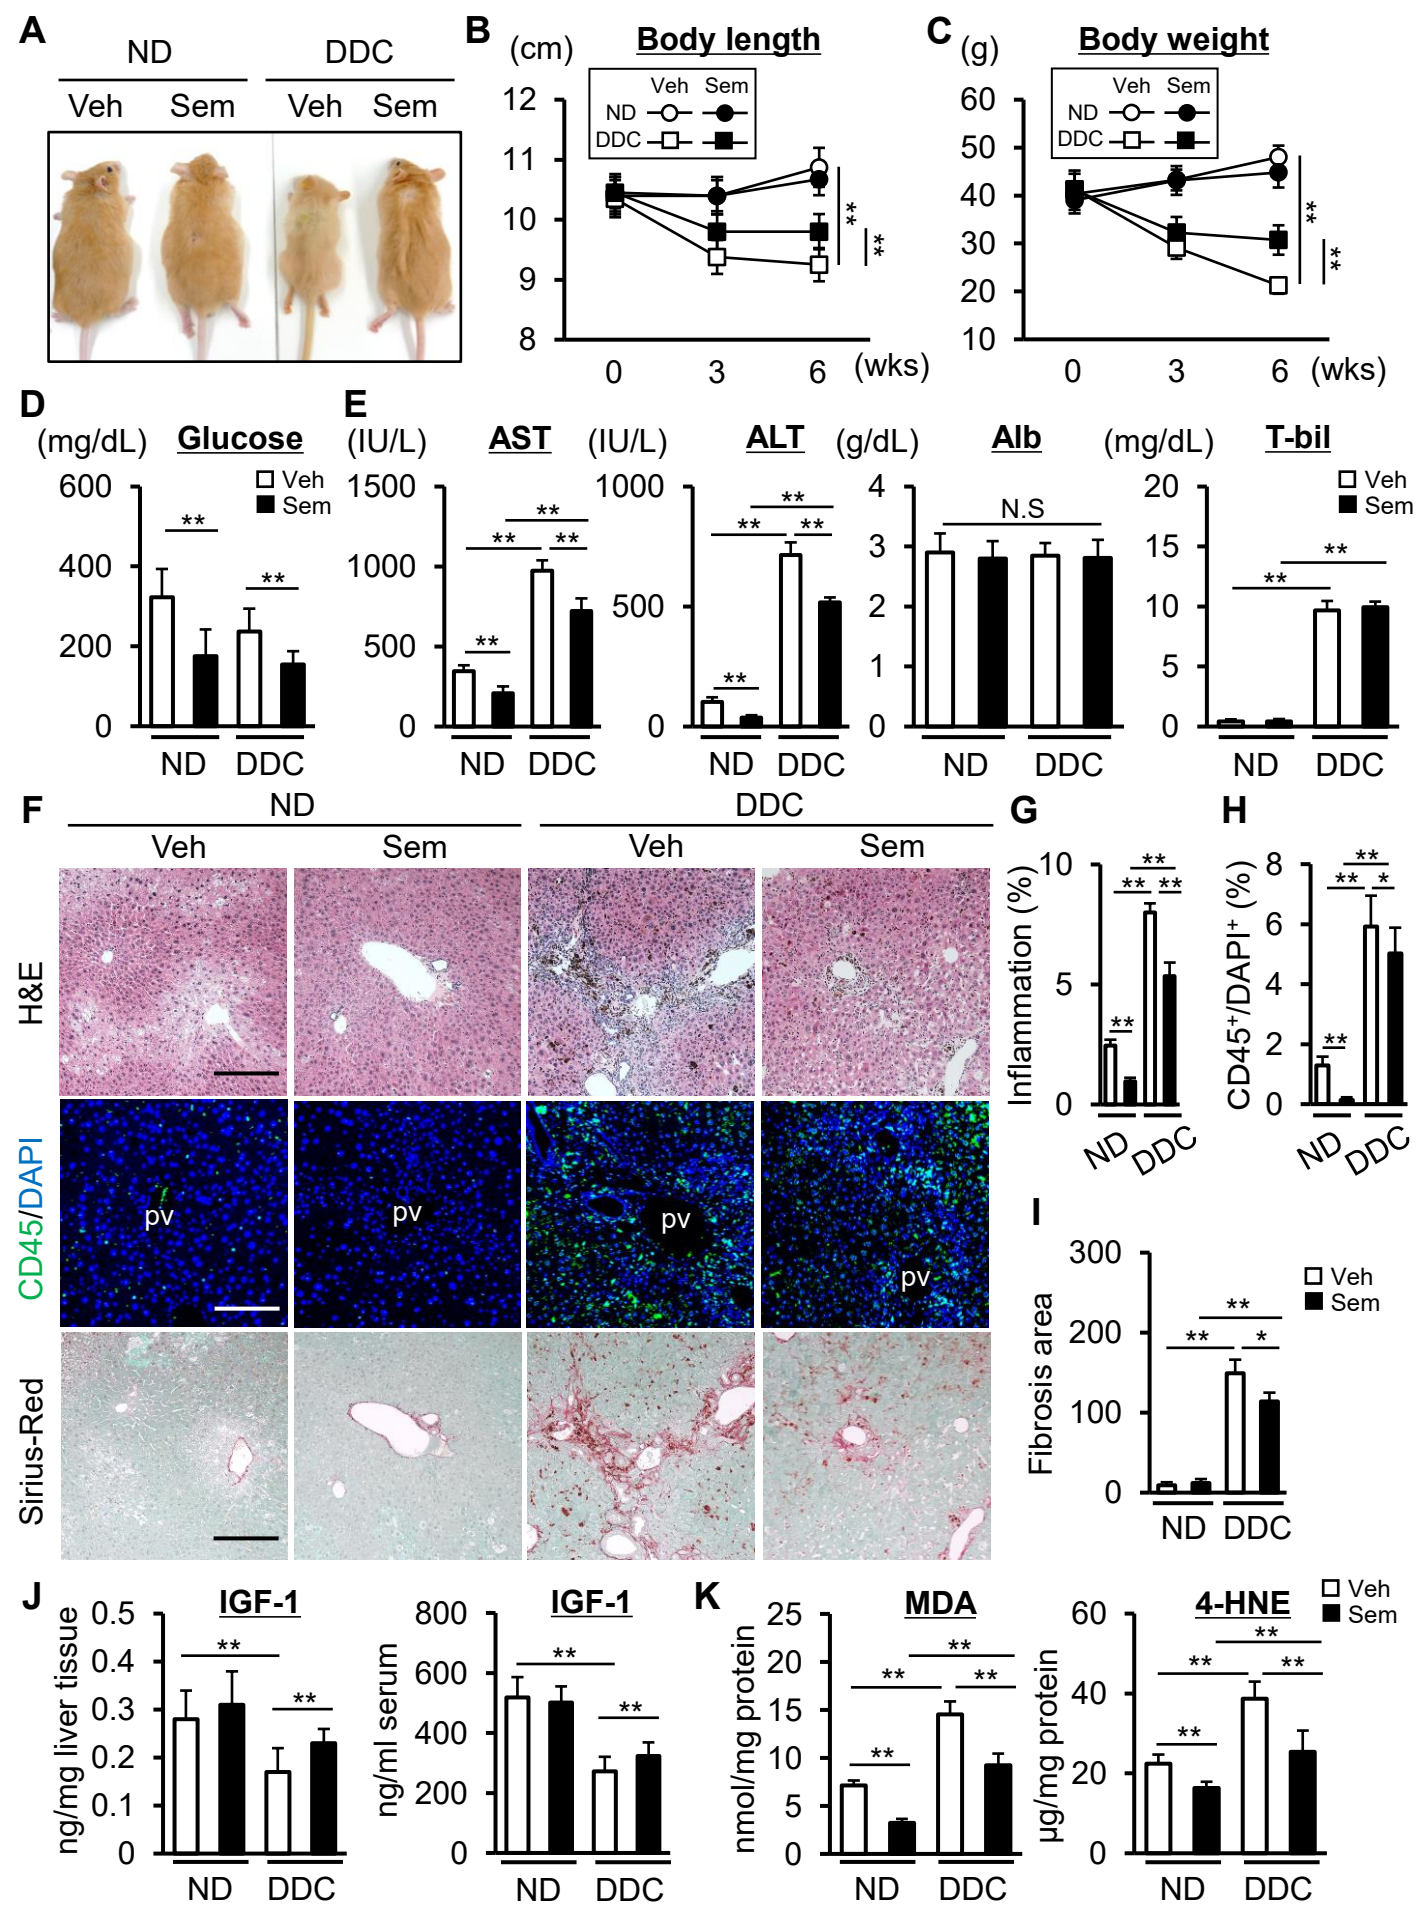 A
ND DDC
Veh Sem Veh Sem
B (cm) Body length
Veh Sem
ND
DDC
12
11
10
9
8
**
**
0 3 6 (wks)
C (g) Body weight
Veh Sem
ND
DDC
60
50
40
30
20
10
**
**
0 3 6 (wks)
D
(mg/dL) Glucose
Veh
Sem
600
400
200
0
**
**
ND DDC
E
(IU/L) AST
1500
1000
500
0
**
**
**
**
ND DDC
(IU/L) ALT
1000
500
0
**
**
**
**
ND DDC
(g/dL) Alb
4
3
2
1
0
N.S
ND DDC
(mg/dL) T-bil
Veh
Sem
20
15
10
5
0
**
**
ND DDC
F
ND DDC
Veh Sem Veh Sem
H&E
CD45/DAPI
pv
pv
pv
pv
Sirius-Red
G
Inflammation (%)
10
5
0
**
**
**
**
ND DDC
H
CD45⁺/DAPI⁺ (%)
8
6
4
2
0
**
**
*
**
ND DDC
I
Fibrosis area
300
200
100
0
Veh
Sem
**
**
*
ND DDC
J
IGF-1
ng/mg liver tissue
0.5
0.4
0.3
0.2
0.1
0
**
**
ND DDC
IGF-1
ng/ml serum
800
600
400
200
0
**
**
ND DDC
K
MDA
nmol/mg protein
25
20
15
10
5
0
**
**
**
**
ND DDC
4-HNE
Veh
Sem
µg/mg protein
60
40
20
0
**
**
**
**
ND DDC